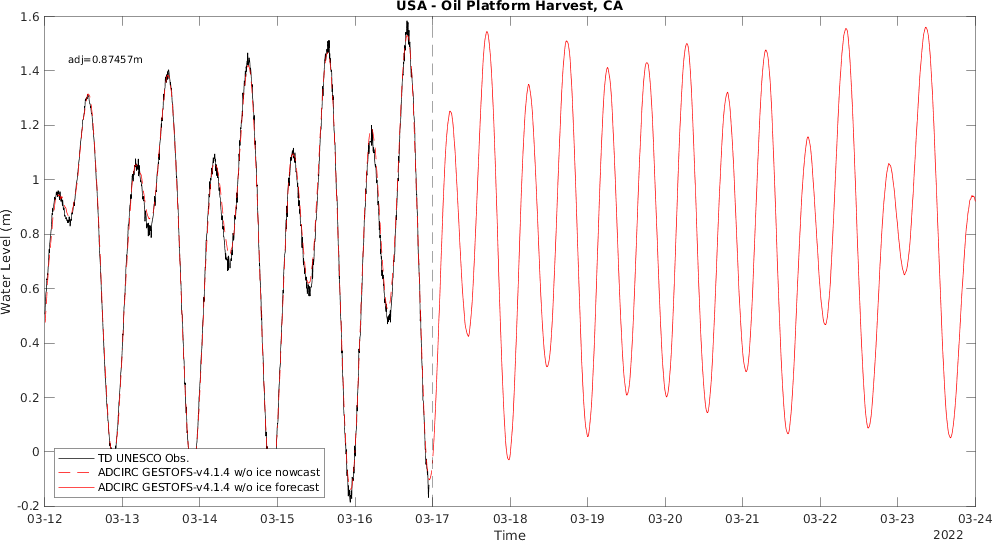 USA - Oil Platform Harvest, CA
1.6
1.4
1.2
1
0.8
0.6
0.4
0.2
0
-0.2
Water Level (m)
adj=0.87457m
TD UNESCO Obs.
ADCIRC GESTOFS-v4.1.4 w/o ice nowcast
ADCIRC GESTOFS-v4.1.4 w/o ice forecast
03-12 03-13 03-14 03-15 03-16 03-17 03-18 03-19 03-20 03-21 03-22 03-23 03-24
Time
2022